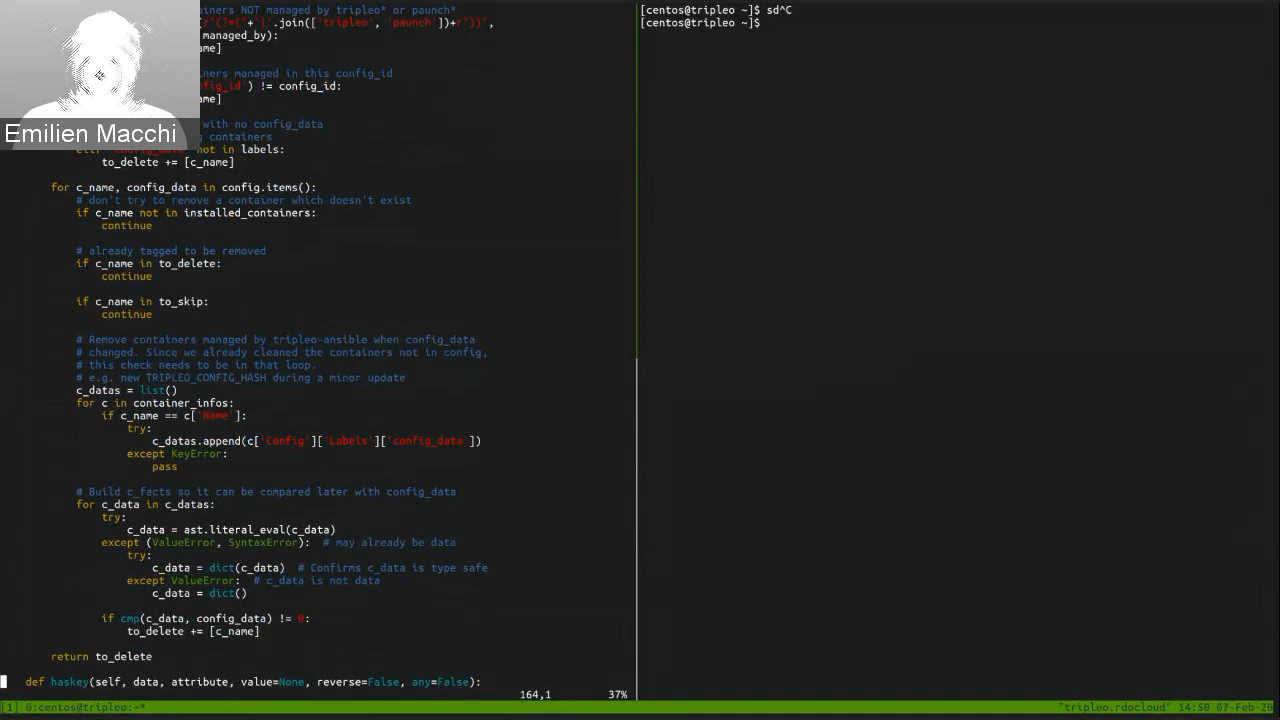 ainers NOT managed by tripleo* or paunch*
r"(?=("+'|'.join(['tripleo', 'paunch'])+r"))",
managed_by):
ame]
ners managed in this config_id
fig_id') != config_id:
ame]
with no config_data
g containers
not in labels:
to_delete += [c_name]
for c_name, config_data in config.items():
# don't try to remove a container which doesn't exist
if c_name not in installed_containers:
continue
# already tagged to be removed
if c_name in to_delete:
continue
if c_name in to_skip:
continue
# Remove containers managed by tripleo-ansible when config_data
# changed. Since we already cleaned the containers not in config,
# this check needs to be in that loop.
# e.g. new TRIPLEO_CONFIG_HASH during a minor update
c_datas = list()
for c in container_infos:
if c_name == c['Name']:
try:
c_datas.append(c['Config']['Labels']['config_data'])
except KeyError:
pass
# Build c_facts so it can be compared later with config_data
for c_data in c_datas:
try:
c_data = ast.literal_eval(c_data)
except (ValueError, SyntaxError):  # may already be data
try:
c_data = dict(c_data)  # Confirms c_data is type safe
except ValueError:  # c_data is not data
c_data = dict()
if cmp(c_data, config_data) != 0:
to_delete += [c_name]
return to_delete
def haskey(self, data, attribute, value=None, reverse=False, any=False):
164,1 37%
[centos@tripleo ~]$ sd^C
[centos@tripleo ~]$
Emilien Macchi
[1] 0:centos@tripleo:~* "tripleo.rdocloud" 14:50 07-Feb-20